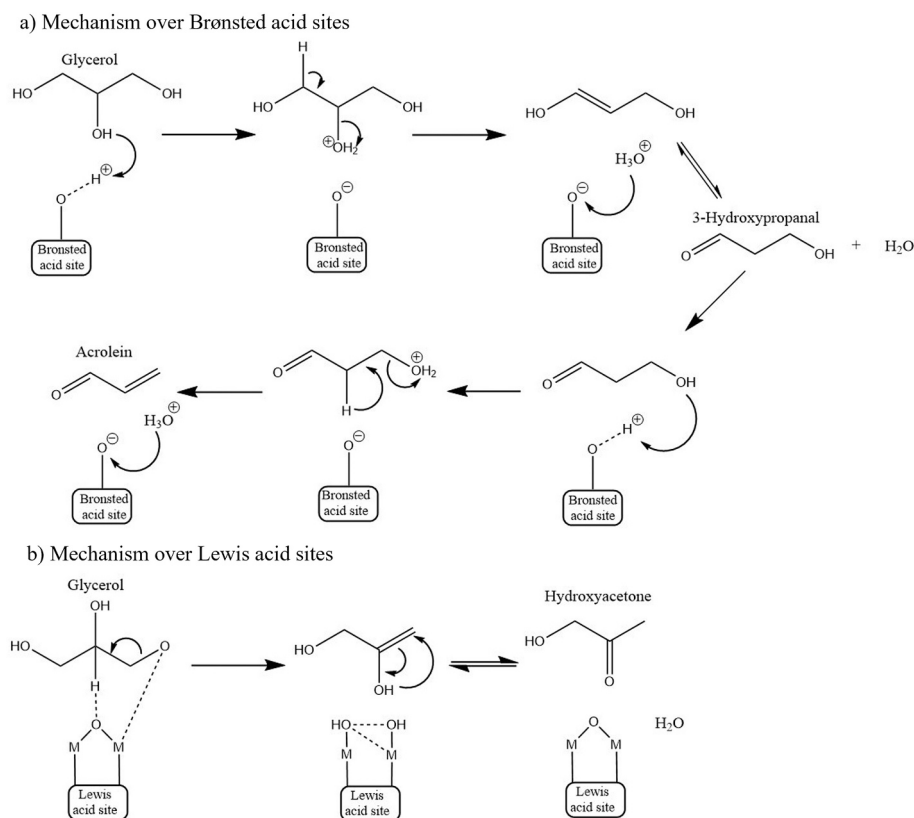 a) Mechanism over Brønsted acid sites
Glycerol
HO
OH
OH
H⊕
O
Bronsted
acid site
H
HO
OH
⊕OH2
O⊖
Bronsted
acid site
HO
OH
H3O⊕
O⊖
Bronsted
acid site
3-Hydroxypropanal
O
OH
+
H2O
Acrolein
O
H3O⊕
O⊖
Bronsted
acid site
O
H
⊕
OH2
O⊖
Bronsted
acid site
O
OH
H⊕
O
Bronsted
acid site
b) Mechanism over Lewis acid sites
Glycerol
OH
HO
O
H
O
M
M
Lewis
acid site
HO
OH
HO
OH
M
M
Lewis
acid site
Hydroxyacetone
HO
O
O
M
M
H2O
Lewis
acid site